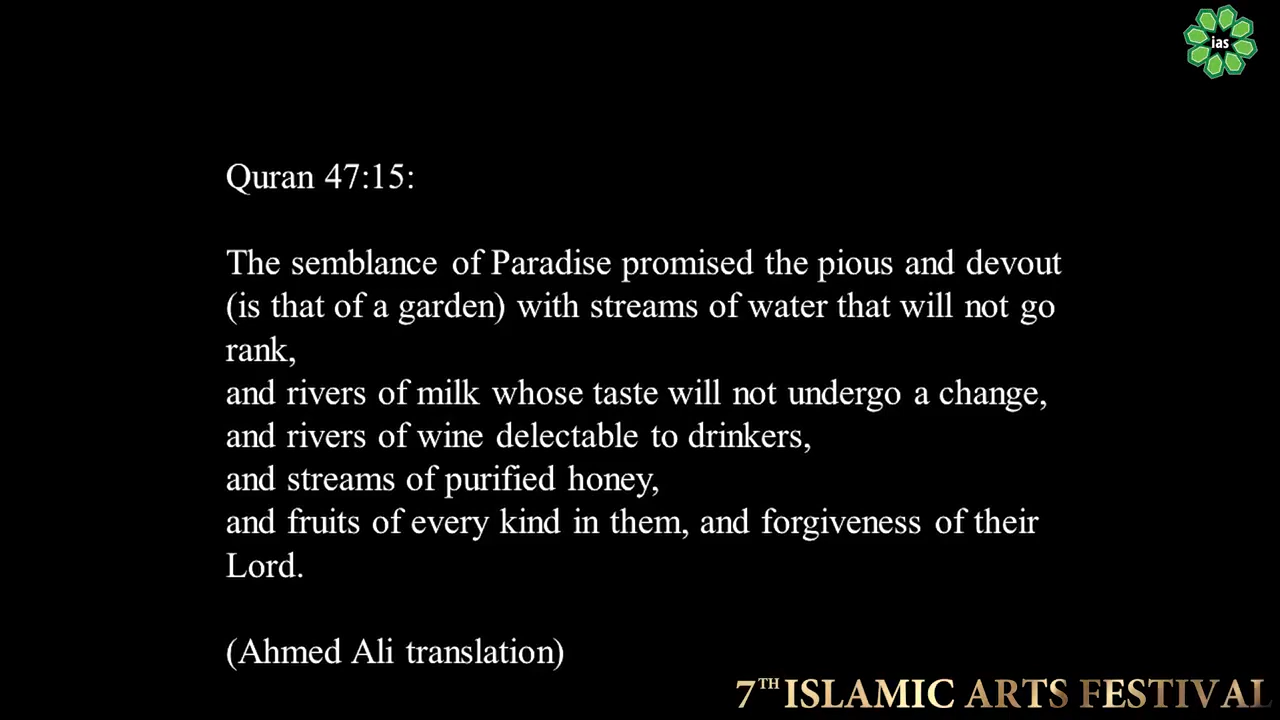 ias
Quran 47:15:
The semblance of Paradise promised the pious and devout
(is that of a garden) with streams of water that will not go
rank,
and rivers of milk whose taste will not undergo a change,
and rivers of wine delectable to drinkers,
and streams of purified honey,
and fruits of every kind in them, and forgiveness of their
Lord.
(Ahmed Ali translation)
7TH ISLAMIC ARTS FESTIVAL